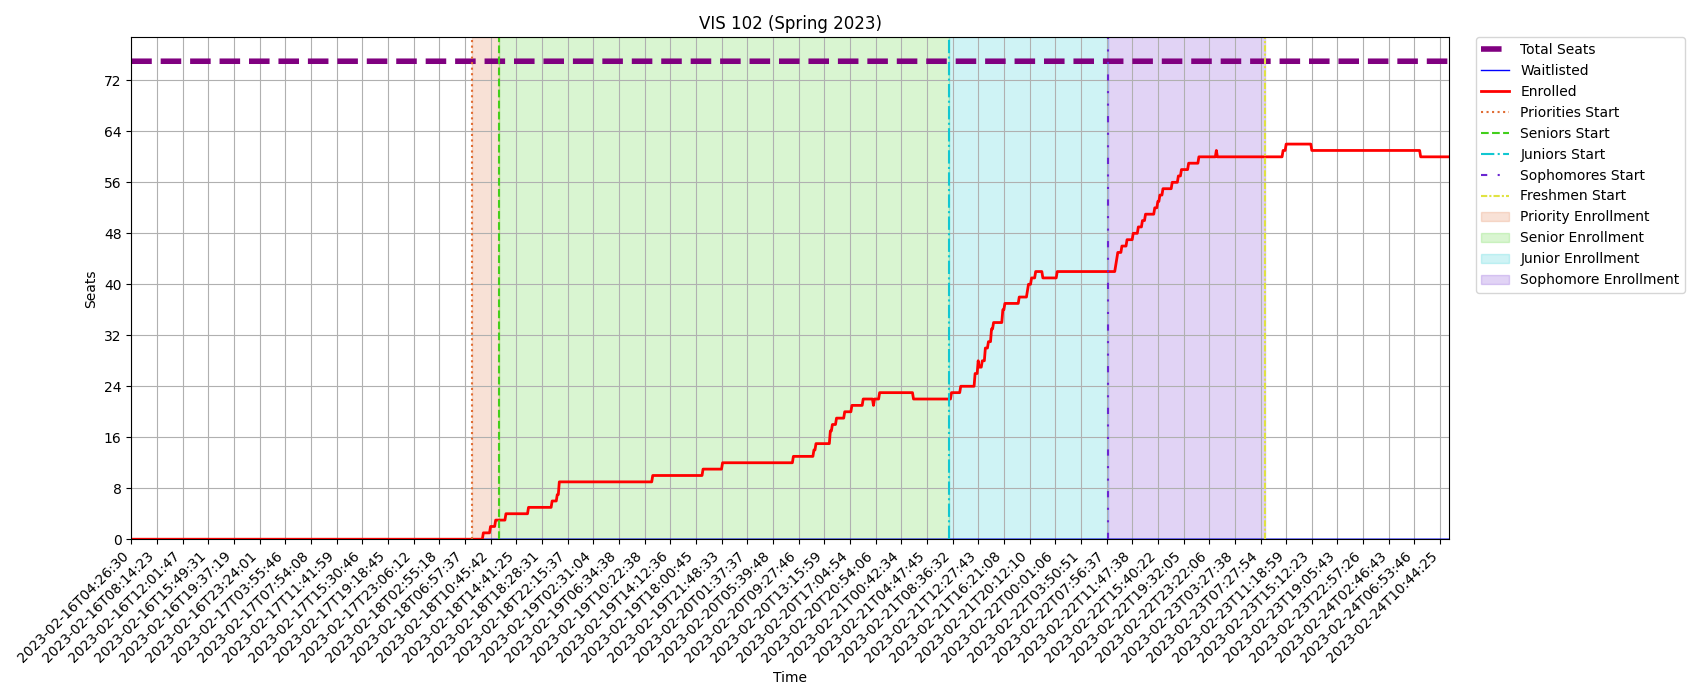 VIS 102 (Spring 2023)
Total Seats
Waitlisted
Enrolled
Priorities Start
Seniors Start
Juniors Start
Sophomores Start
Freshmen Start
Priority Enrollment
Senior Enrollment
Junior Enrollment
Sophomore Enrollment
Seats
72
64
56
48
40
32
24
16
8
0
2023-02-16T04:26:30
2023-02-16T08:14:23
2023-02-16T12:01:47
2023-02-16T15:49:31
2023-02-16T19:37:19
2023-02-16T23:24:01
2023-02-17T03:55:46
2023-02-17T07:54:08
2023-02-17T11:41:59
2023-02-17T15:30:46
2023-02-17T19:18:45
2023-02-17T23:06:12
2023-02-18T02:55:18
2023-02-18T06:57:37
2023-02-18T10:45:42
2023-02-18T14:41:25
2023-02-18T18:28:31
2023-02-18T22:15:37
2023-02-19T02:31:04
2023-02-19T06:34:38
2023-02-19T10:22:38
2023-02-19T14:12:36
2023-02-19T18:00:45
2023-02-19T21:48:33
2023-02-20T01:37:37
2023-02-20T05:39:48
2023-02-20T09:27:46
2023-02-20T13:15:59
2023-02-20T17:04:54
2023-02-20T20:54:06
2023-02-21T00:42:34
2023-02-21T04:47:45
2023-02-21T08:36:32
2023-02-21T12:27:43
2023-02-21T16:21:08
2023-02-21T20:12:10
2023-02-22T00:01:06
2023-02-22T03:50:51
2023-02-22T07:56:37
2023-02-22T11:47:38
2023-02-22T15:40:22
2023-02-22T19:32:05
2023-02-22T23:22:06
2023-02-23T03:27:38
2023-02-23T07:27:54
2023-02-23T11:18:59
2023-02-23T15:12:23
2023-02-23T19:05:43
2023-02-23T22:57:26
2023-02-24T02:46:43
2023-02-24T06:53:46
2023-02-24T10:44:25
Time